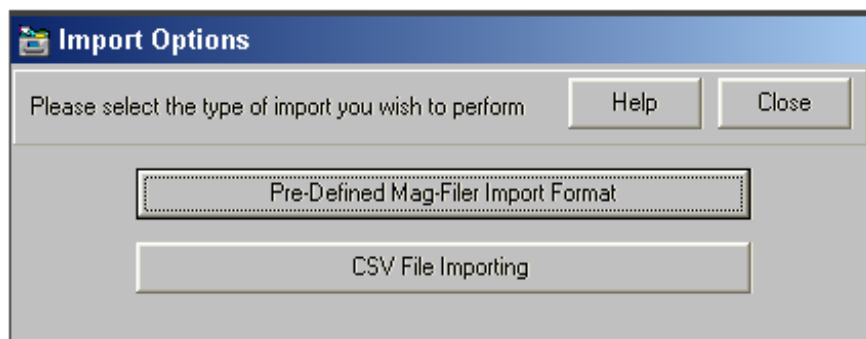 Import Options
Please select the type of import you wish to perform
Help
Close
Pre-Defined Mag-Filer Import Format
CSV File Importing